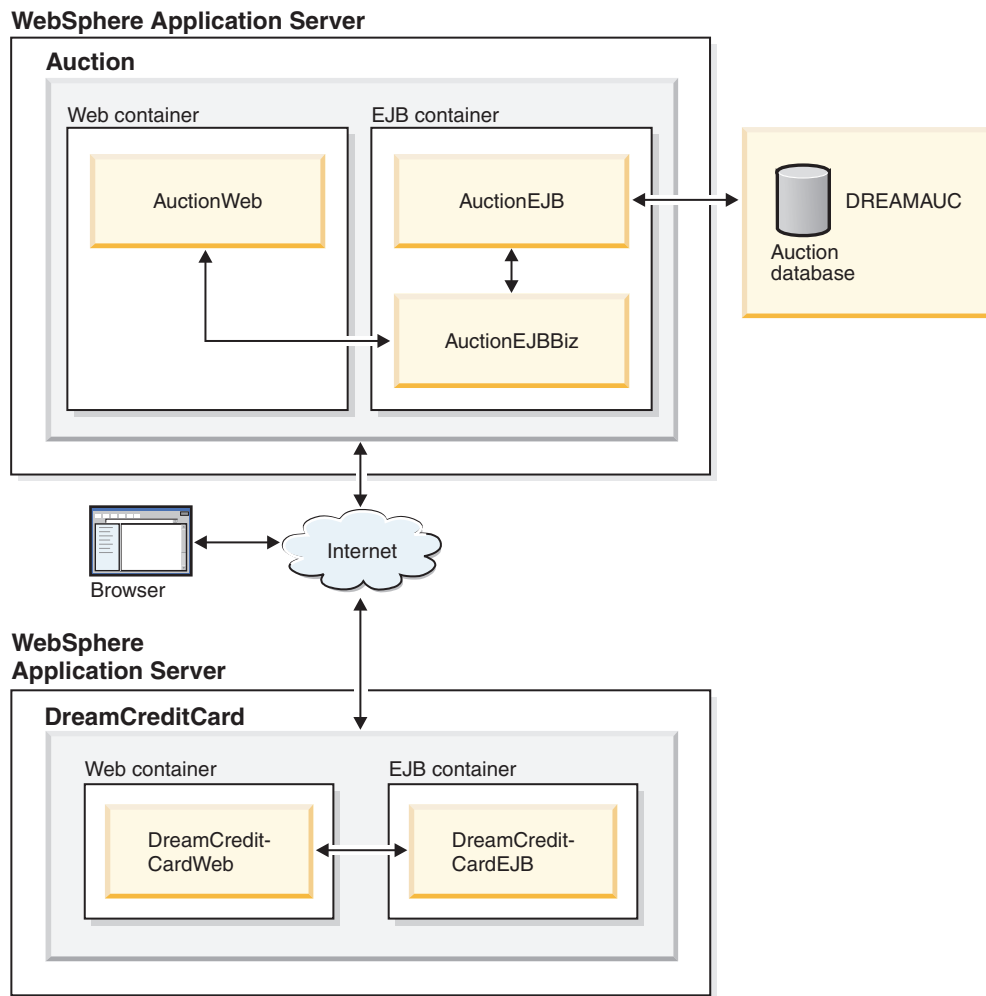 WebSphere Application Server
Auction
Web container
EJB container
AuctionWeb
AuctionEJB
AuctionEJBBiz
DREAMAUC
Auction
database
Browser
Internet
WebSphere
Application Server
DreamCreditCard
Web container
EJB container
DreamCredit-
CardWeb
DreamCredit-
CardEJB